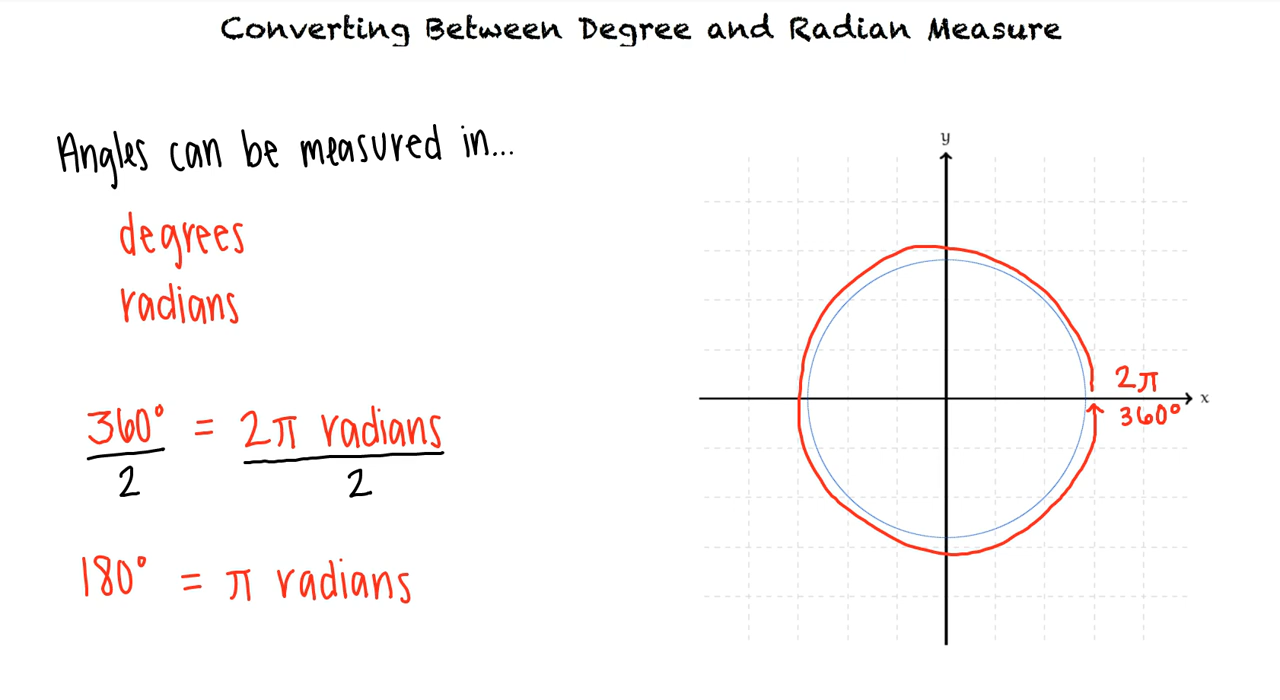 Converting Between Degree and Radian Measure
Angles can be measured in...
degrees
radians
360° = 2π radians
2 2
180° = π radians
y
2π
x
360°